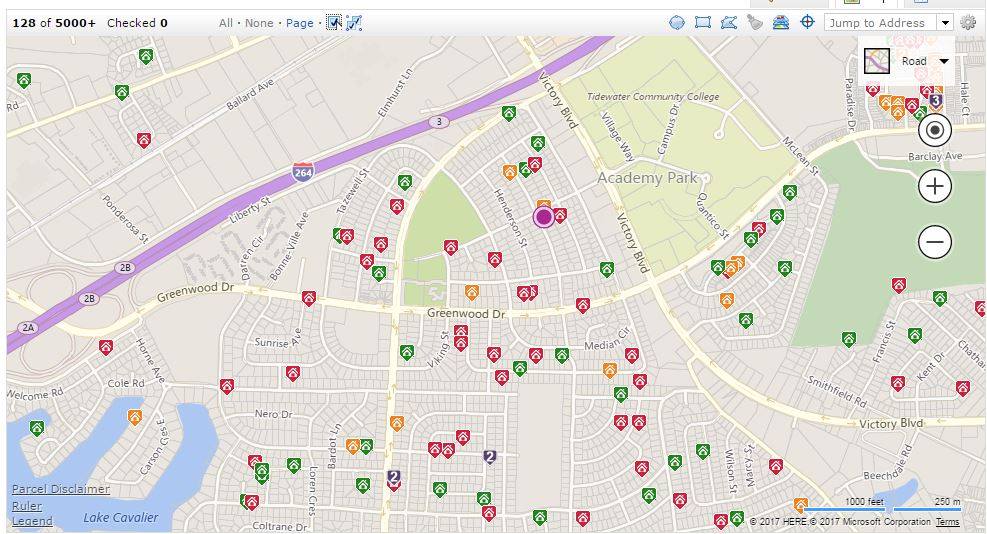 128 of 5000+ Checked 0 All · None · Page ·
Jump to Address
Road
Rd
Ballard Ave
Elmhurst Ln
Victory Blvd
Tidewater Community College
Paradise Dr
Hale Ct
3
3
Village Way
Campus Dr
McLean St
Barclay Ave
264
Academy Park
Ponderosa St
Liberty St
Tazewell St
Henderson St
Quantico St
Darren Cir
Bonne-Ville Ave
Victory Blvd
2B
2B
Greenwood Dr
Greenwood Dr
2A
Sunrise Ave
Viking St
Median Cir
Francis St
Kent Dr
Horne Ave
Welcome Rd
Cole Rd
Smithfield Rd
Nero Dr
Victory Blvd
Bardot Ln
Carson
2
2
Loren Cres
Wilson St
Marcy St
Beechdale Rd
Parcel Disclaimer
Ruler
Legend
Lake Cavalier
Coltrane Dr
1000 feet 250 m
© 2017 HERE © 2017 Microsoft Corporation Terms